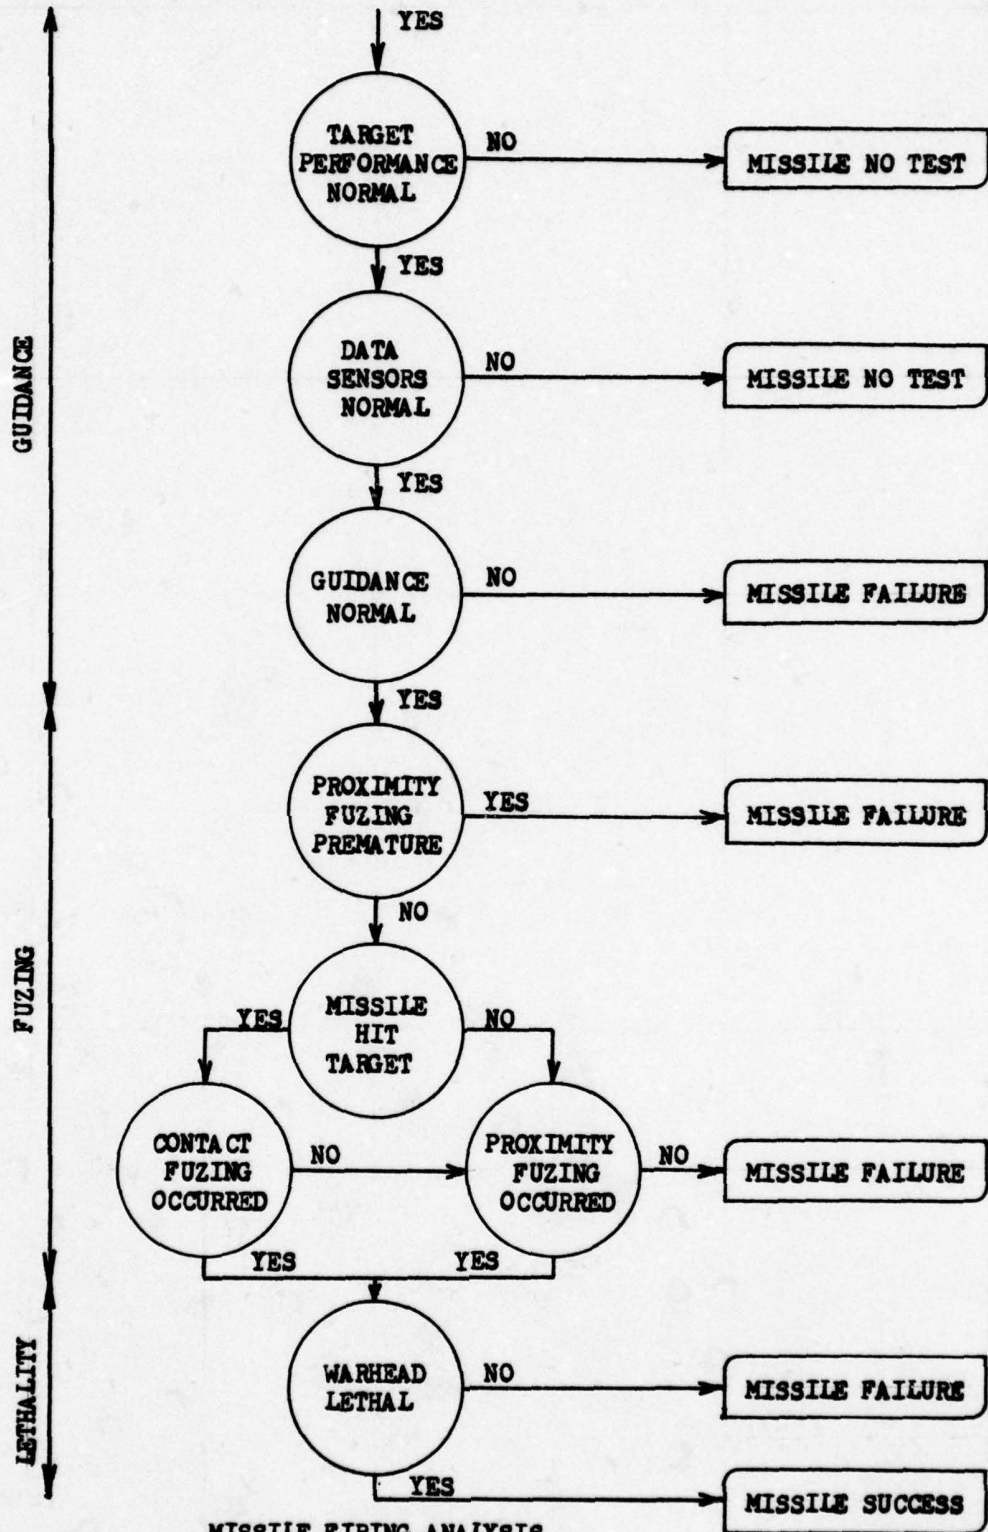 YES
TARGET
PERFORMANCE
NORMAL
NO
MISSILE NO TEST
YES
DATA
SENSORS
NORMAL
NO
MISSILE NO TEST
GUIDANCE
YES
GUIDANCE
NORMAL
NO
MISSILE FAILURE
YES
PROXIMITY
FUZING
PREMATURE
YES
MISSILE FAILURE
NO
FUZING
MISSILE
HIT
TARGET
YES
NO
CONTACT
FUZING
OCCURRED
NO
PROXIMITY
FUZING
OCCURRED
NO
MISSILE FAILURE
YES
YES
LETHALITY
WARHEAD
LETHAL
NO
MISSILE FAILURE
YES
MISSILE SUCCESS
MISSILE FIRING ANALYSIS